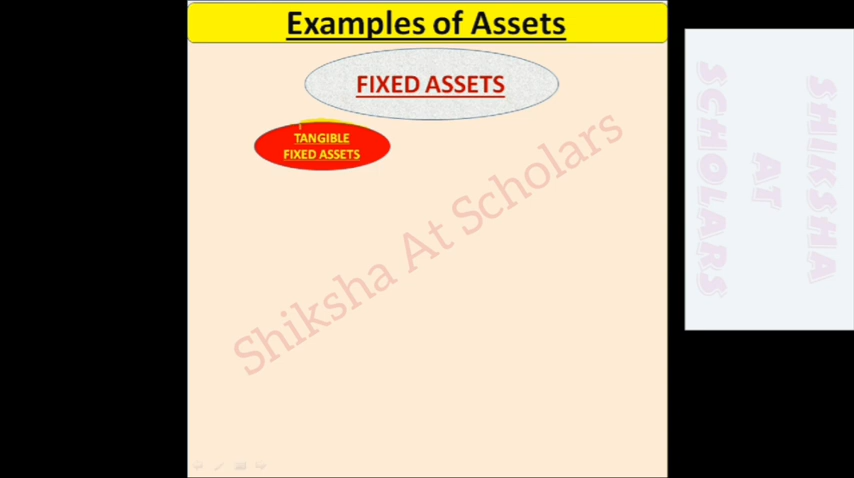 Examples of Assets
FIXED ASSETS
TANGIBLE
FIXED ASSETS
Shiksha At Scholars
SHIKSHA
AT
SCHOLARS